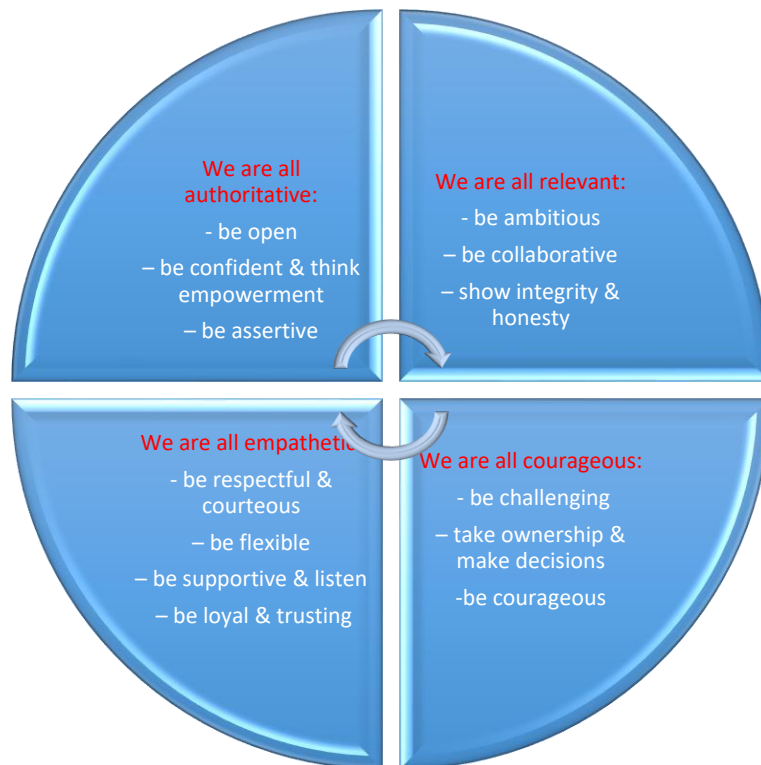 We are all
authoritative:
- be open
– be confident & think
empowerment
– be assertive
We are all relevant:
- be ambitious
– be collaborative
– show integrity &
honesty
We are all empathetic:
- be respectful &
courteous
– be flexible
– be supportive & listen
– be loyal & trusting
We are all courageous:
- be challenging
– take ownership &
make decisions
-be courageous